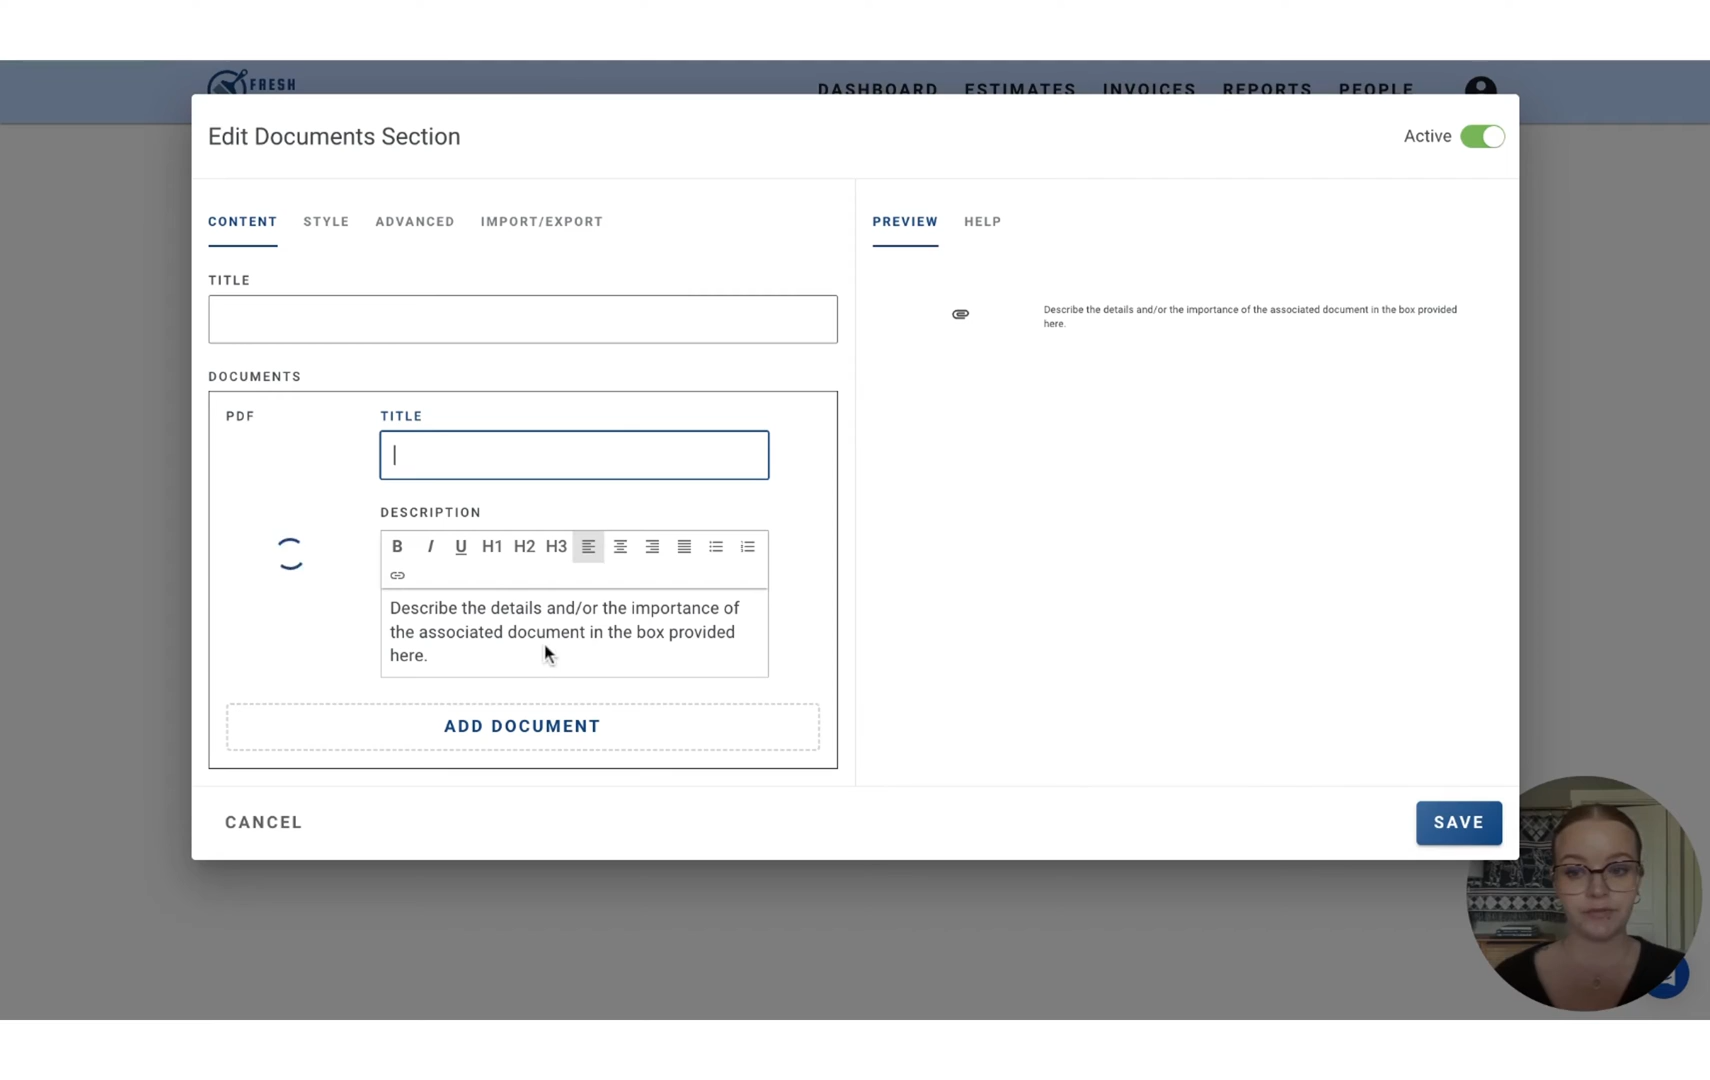 FRESH
DASHBOARD ESTIMATES INVOICES REPORTS PEOPLE
Edit Documents Section
Active
CONTENT STYLE ADVANCED IMPORT/EXPORT
PREVIEW HELP
TITLE
Describe the details and/or the importance of the associated document in the box provided
here.
DOCUMENTS
PDF
TITLE
DESCRIPTION
B I U H1 H2 H3
Describe the details and/or the importance of
the associated document in the box provided
here.
ADD DOCUMENT
CANCEL
SAVE